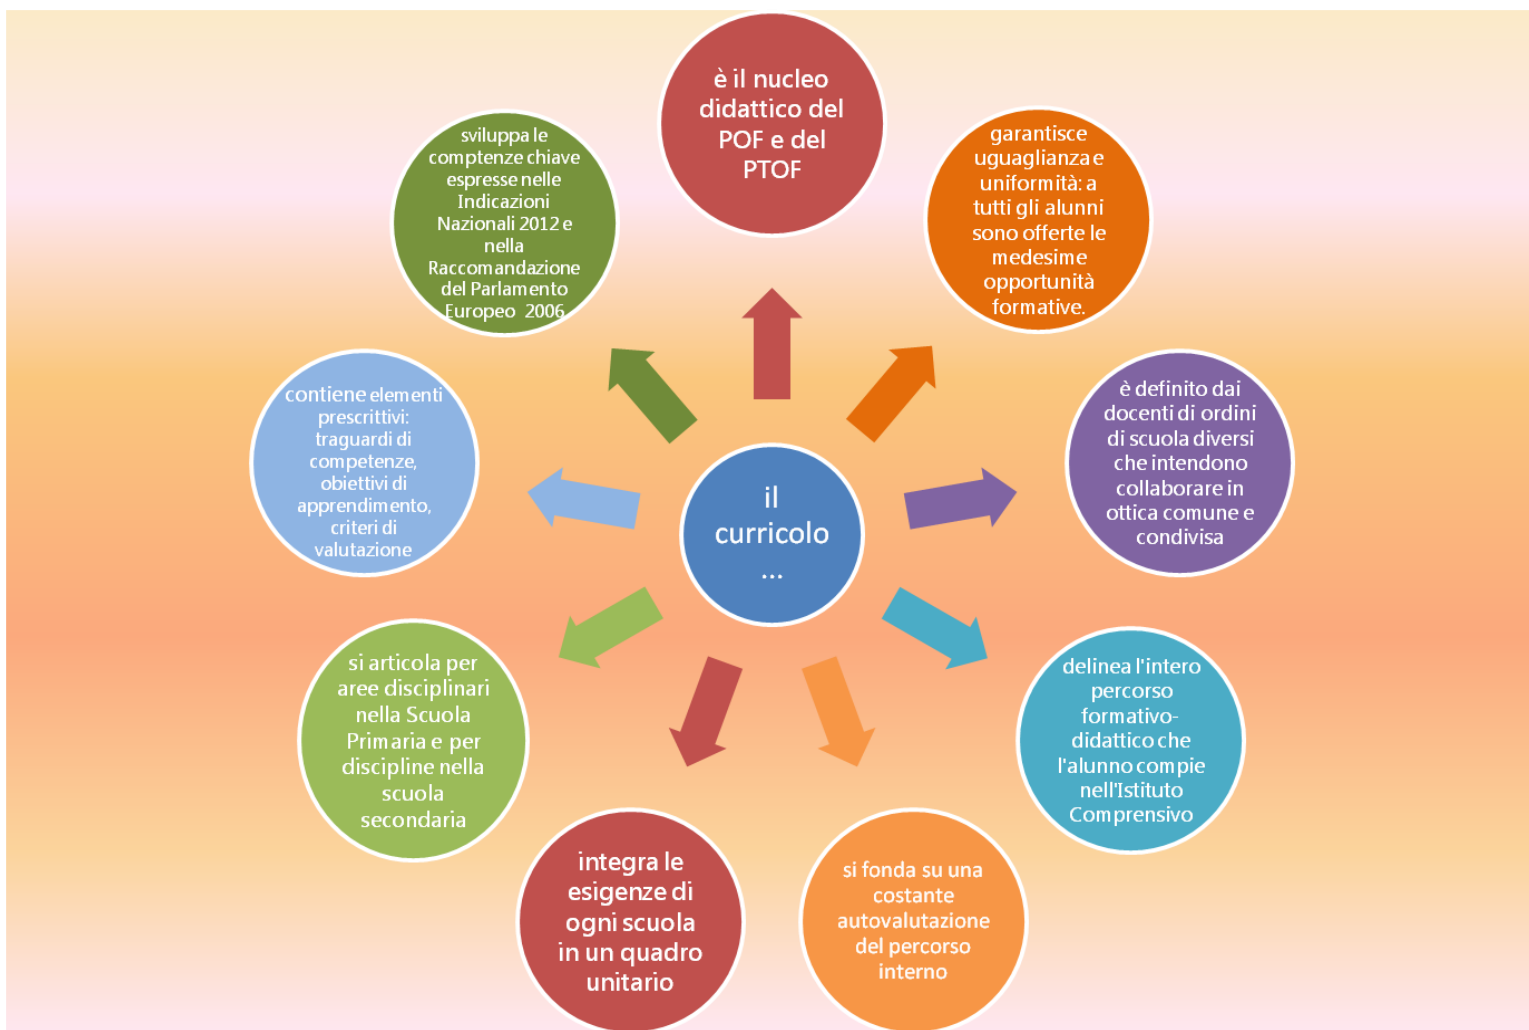 è il nucleo
didattico del
POF e del
PTOF
garantisce
uguaglianza e
uniformità: a
tutti gli alunni
sono offerte le
medesime
opportunità
formative.
è definito dai
docenti di ordini
di scuola diversi
che intendono
collaborare in
ottica comune e
condivisa
delinea l'intero
percorso
formativo-
didattico che
l'alunno compie
nell'Istituto
Comprensivo
si fonda su una
costante
autovalutazione
del percorso
interno
integra le
esigenze di
ogni scuola
in un quadro
unitario
si articola per
aree disciplinari
nella Scuola
Primaria e per
discipline nella
scuola
secondaria
contiene elementi
prescrittivi:
traguardi di
competenze,
obiettivi di
apprendimento,
criteri di
valutazione
sviluppa le
comptenze chiave
espresse nelle
Indicazioni
Nazionali 2012 e
nella
Raccomandazione
del Parlamento
Europeo 2006
il
curricolo
...